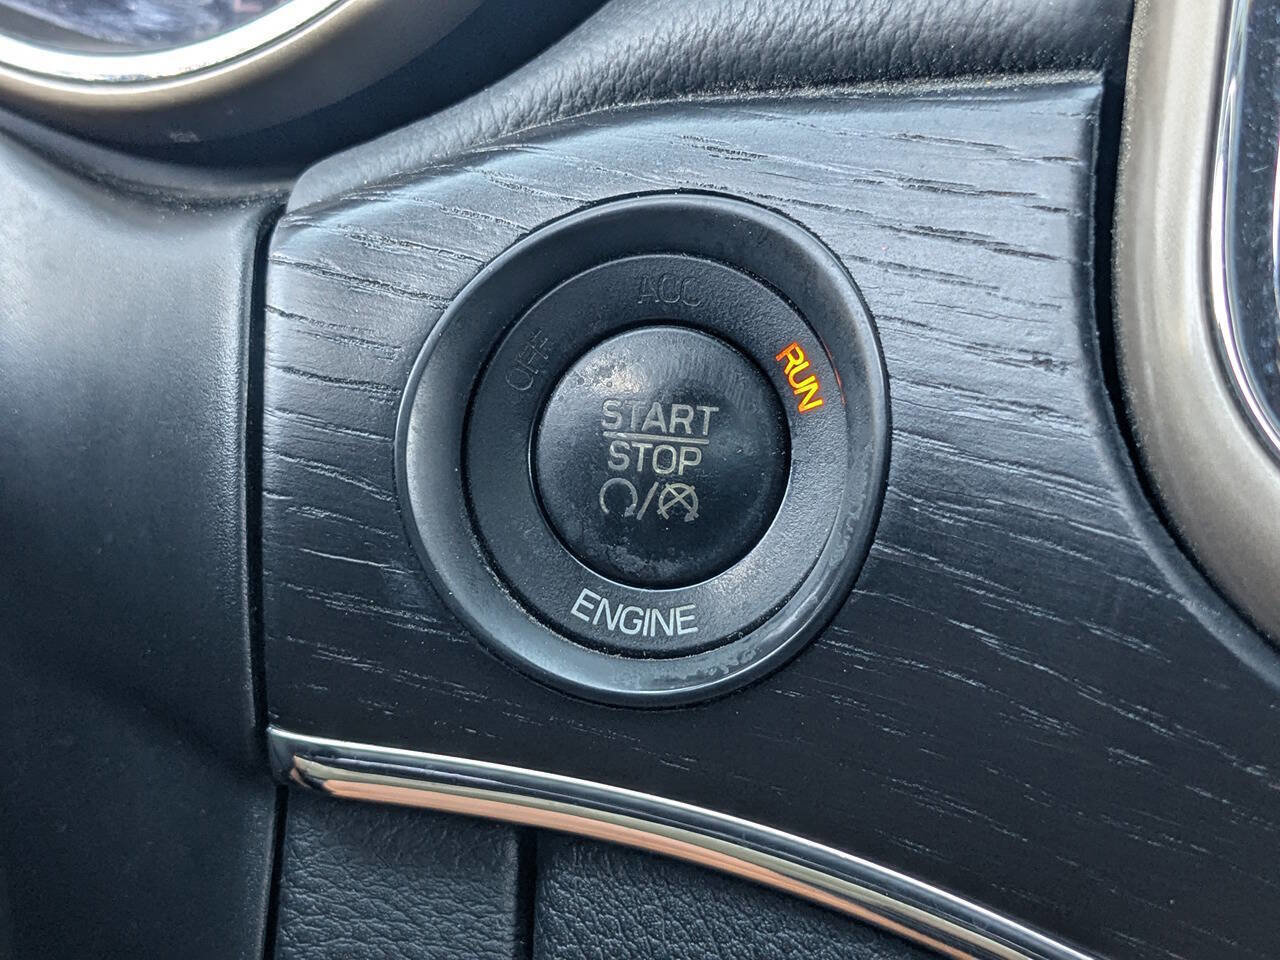 ACC
OFF
RUN
START
STOP
ENGINE